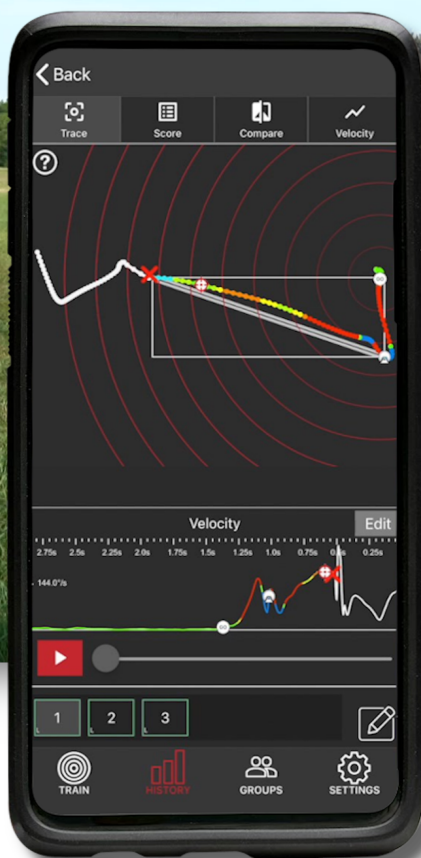 Back
Trace Score Compare Velocity
?
Velocity Edit
2.75s 2.5s 2.25s 2.0s 1.75s 1.5s 1.25s 1.0s 0.75s 0.25s
144.0°/s
1 2 3
L L L
TRAIN HISTORY GROUPS SETTINGS